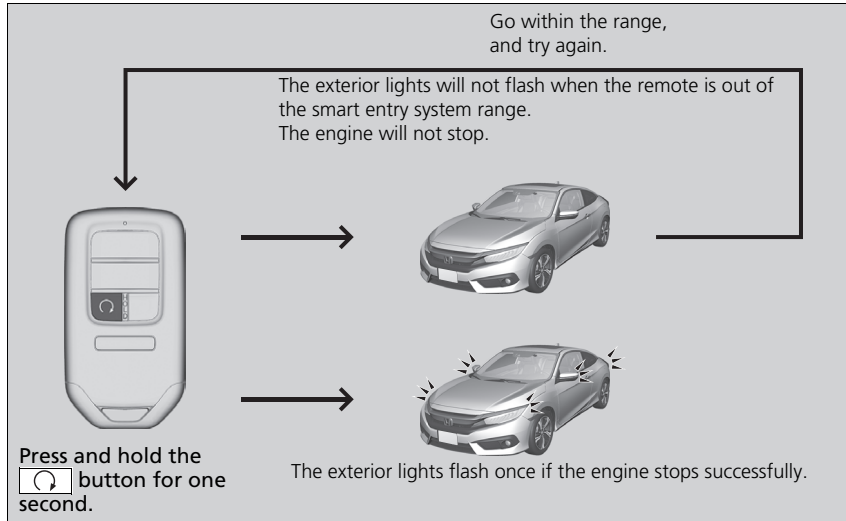 Go within the range,
and try again.
The exterior lights will not flash when the remote is out of
the smart entry system range.
The engine will not stop.
Press and hold the
button for one
second.
The exterior lights flash once if the engine stops successfully.